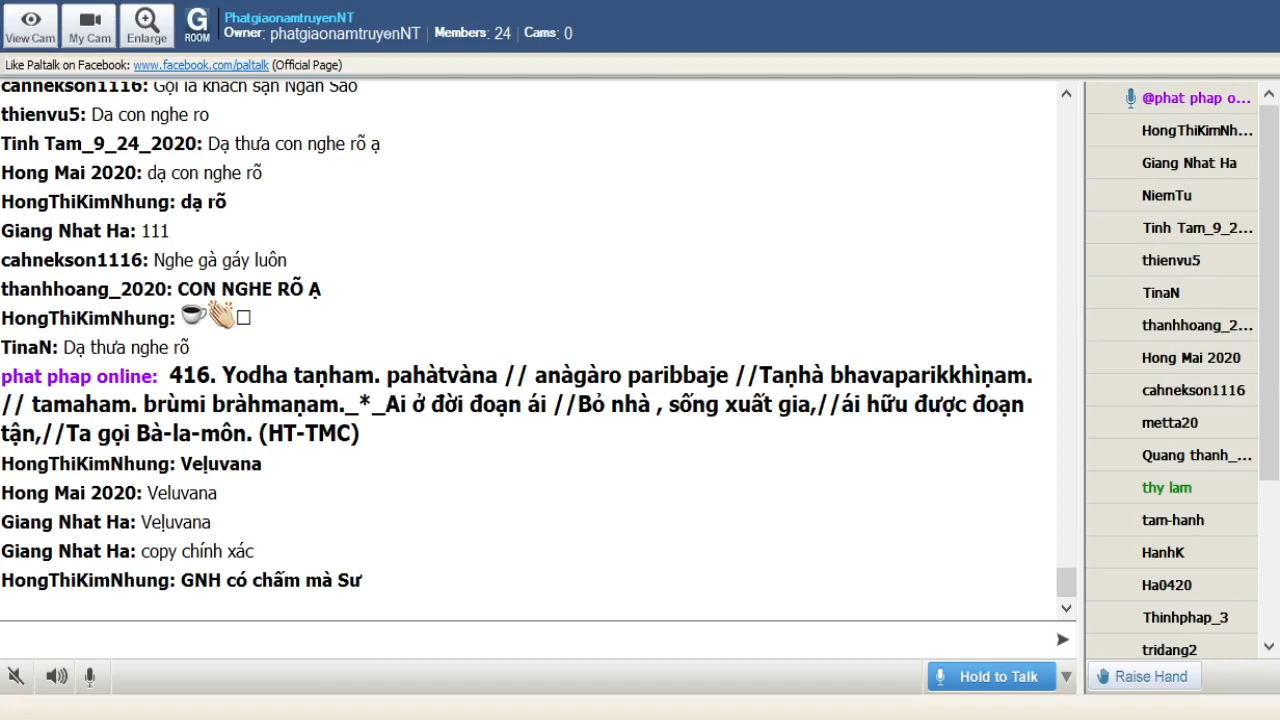 View Cam
My Cam
Enlarge
G
ROOM
PhatgiaonamtruyenNT
Owner: phatgiaonamtruyenNT | Members: 24 | Cams: 0
Like Paltalk on Facebook: www.facebook.com/paltalk (Official Page)
cahnekson1116: Gọi là khách sạn Ngàn Sao
thienvu5: Da con nghe ro
Tinh Tam_9_24_2020: Dạ thưa con nghe rõ ạ
Hong Mai 2020: dạ con nghe rõ
HongThiKimNhung: dạ rõ
Giang Nhat Ha: 111
cahnekson1116: Nghe gà gáy luôn
thanhhoang_2020: CON NGHE RÕ Ạ
HongThiKimNhung:
TinaN: Dạ thưa nghe rõ
phat phap online: 416. Yodha taṇham. pahàtvàna // anàgàro paribbaje //Taṇhà bhavaparikkhìṇam.
// tamaham. brùmi bràhmaṇam._*_Ai ở đời đoạn ái //Bỏ nhà , sống xuất gia,//ái hữu được đoạn
tận,//Ta gọi Bà-la-môn. (HT-TMC)
HongThiKimNhung: Veḷuvana
Hong Mai 2020: Veluvana
Giang Nhat Ha: Veḷuvana
Giang Nhat Ha: copy chính xác
HongThiKimNhung: GNH có chấm mà Sư
@phat phap o...
HongThiKimNh...
Giang Nhat Ha
NiemTu
Tinh Tam_9_2...
thienvu5
TinaN
thanhhoang_2...
Hong Mai 2020
cahnekson1116
metta20
Quang thanh_...
thy lam
tam-hanh
HanhK
Ha0420
Thinhphap_3
tridang2
Hold to Talk
Raise Hand